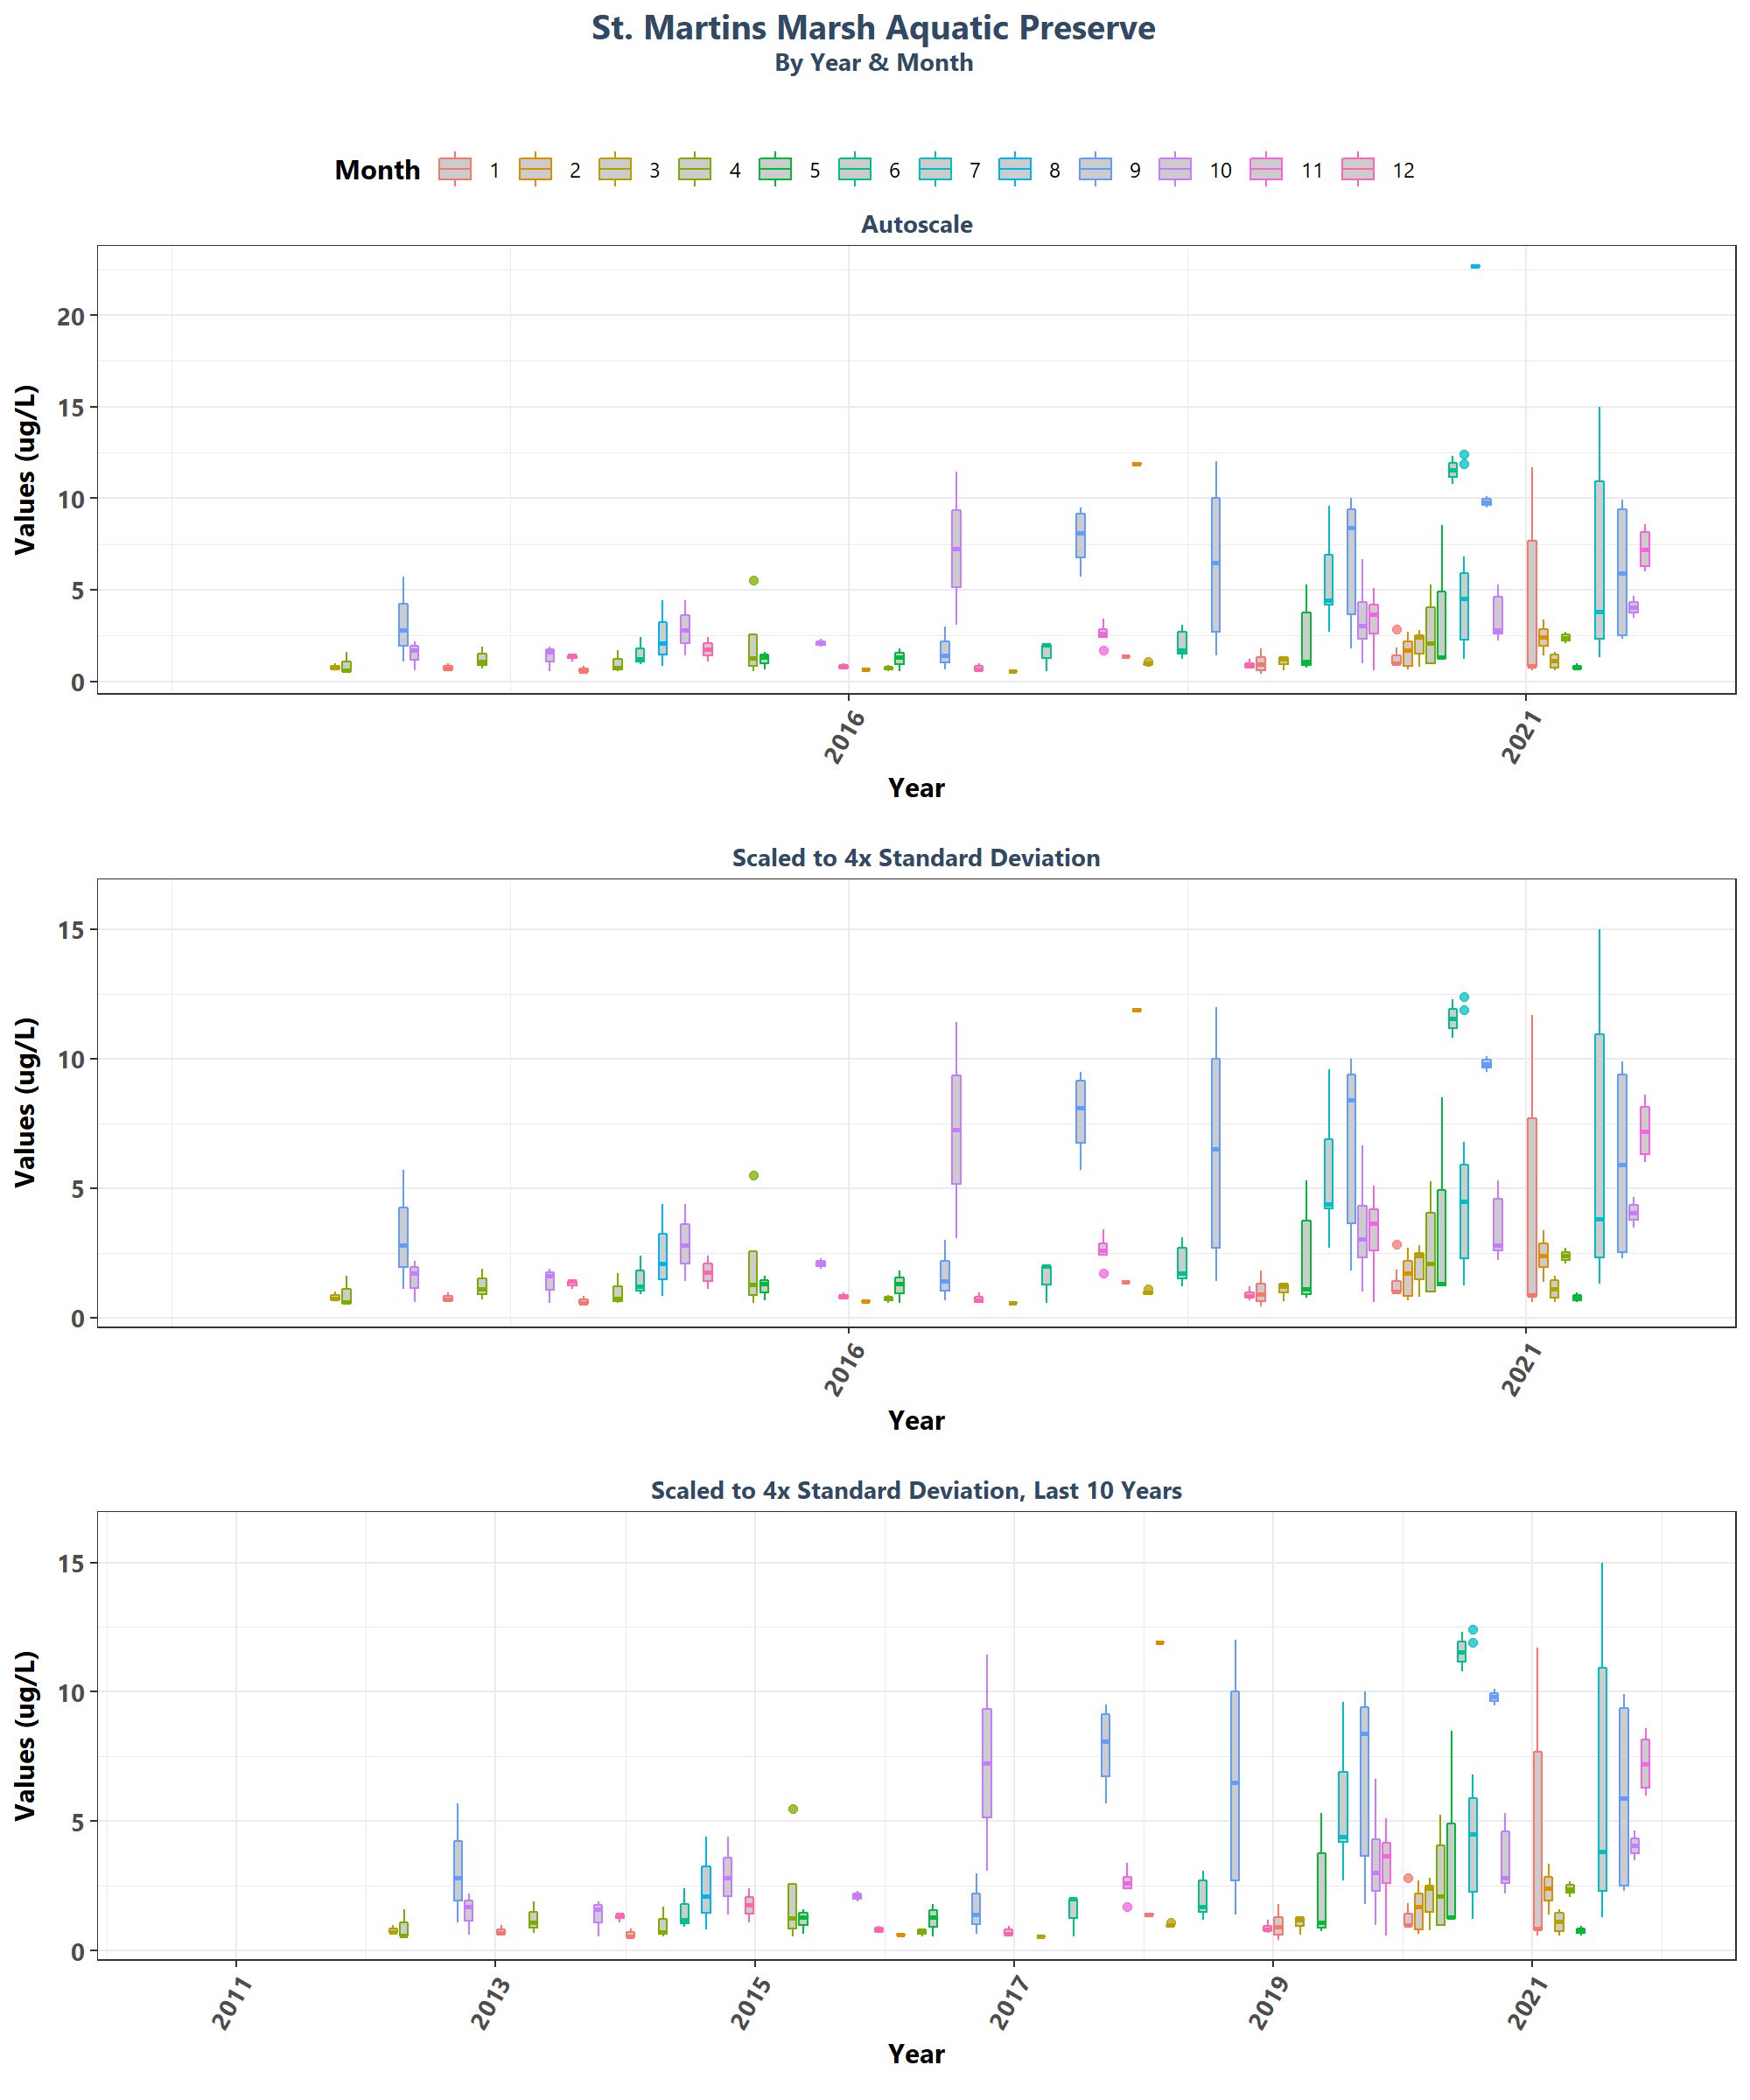 St. Martins Marsh Aquatic Preserve
By Year & Month
Month 1 2 3 4 5 6 7 8 9 10 11 12
Autoscale
Values (ug/L)
20
15
10
5
0
2016 2021
Year
Scaled to 4x Standard Deviation
Values (ug/L)
15
10
5
0
2016 2021
Year
Scaled to 4x Standard Deviation, Last 10 Years
Values (ug/L)
15
10
5
0
2011 2013 2015 2017 2019 2021
Year